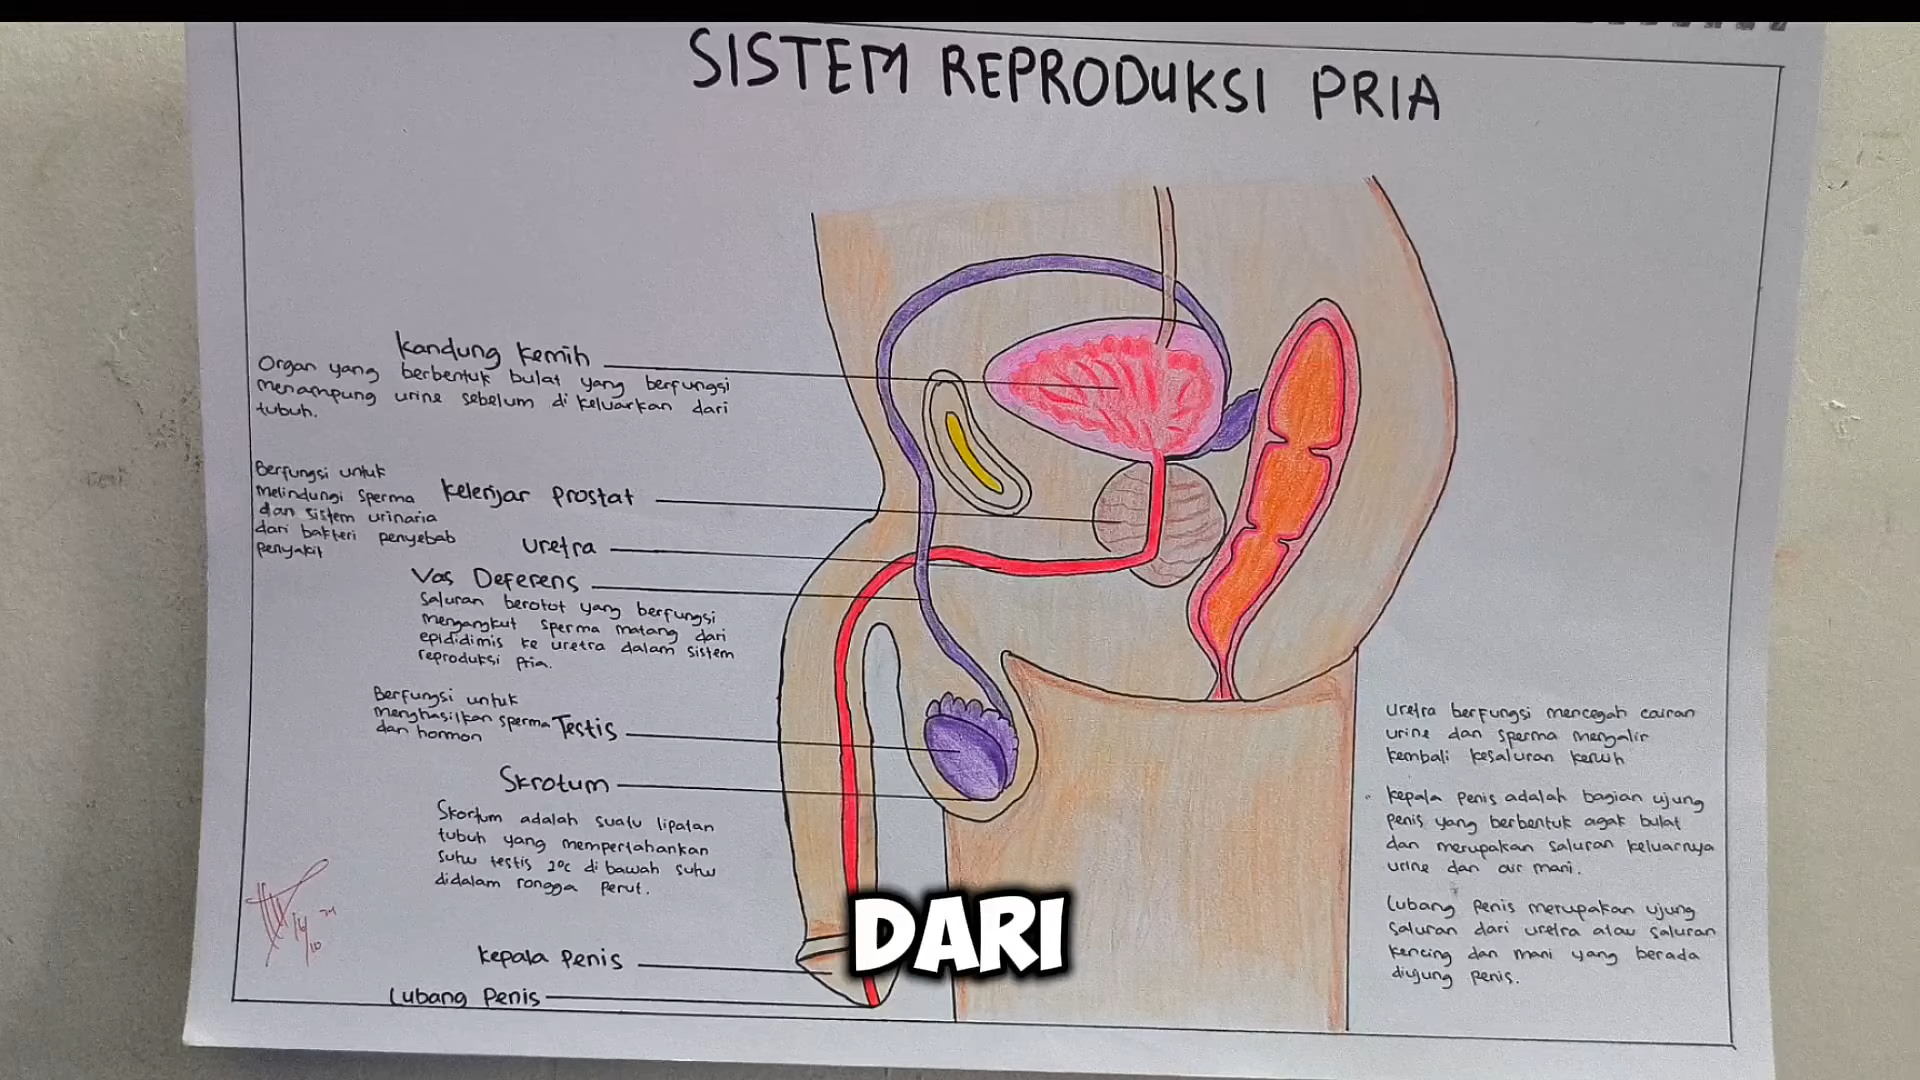 SISTEM REPRODUKSI PRIA
Kandung Kemih
Organ yang berbentuk bulat yang berfungsi
menampung urine sebelum di keluarkan dari
tubuh.
Berfungsi untuk
melindungi sperma
dan sistem urinaria
dari bakteri penyebab
penyakit
Kelenjar prostat
Uretra
Vas Deferens
Saluran berotot yang berfungsi
mengangkut sperma matang dari
epididimis ke uretra dalam sistem
reproduksi pria.
Berfungsi untuk
menghasilkan sperma
dan hormon
Testis
Skrotum
Skortum adalah suatu lipatan
tubuh yang mempertahankan
suhu testis 2°c di bawah suhu
didalam rongga perut.
Kepala Penis
Lubang Penis
Uretra berfungsi mencegah cairan
urine dan sperma mengalir
kembali kesaluran
Kepala Penis adalah bagian ujung
penis yang berbentuk agak bulat
dan merupakan saluran keluarnya
urine dan air mani.
Lubang Penis merupakan ujung
saluran dari uretra atau saluran
kencing dan mani yang berada
diujung Penis.
DARI